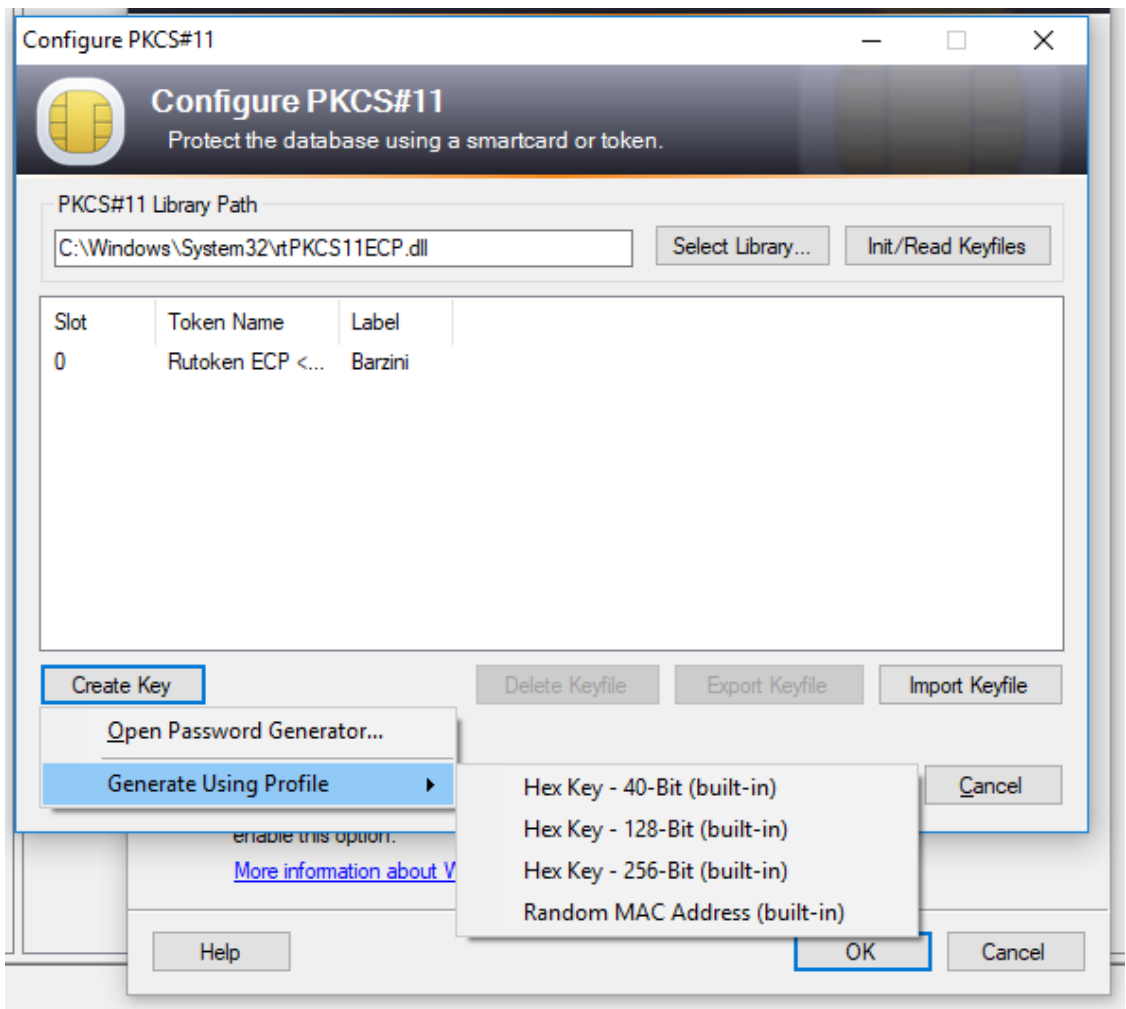 Configure PKCS#11
Configure PKCS#11
Protect the database using a smartcard or token.
PKCS#11 Library Path
C:\Windows\System32\rtPKCS11ECP.dll
Select Library...
Init/Read Keyfiles
Slot Token Name Label
0 Rutoken ECP <... Barzini
Create Key
Delete Keyfile
Export Keyfile
Import Keyfile
Open Password Generator...
Generate Using Profile
Hex Key - 40-Bit (built-in)
Hex Key - 128-Bit (built-in)
Hex Key - 256-Bit (built-in)
Random MAC Address (built-in)
Cancel
enable this option.
More information about W
Help
OK
Cancel